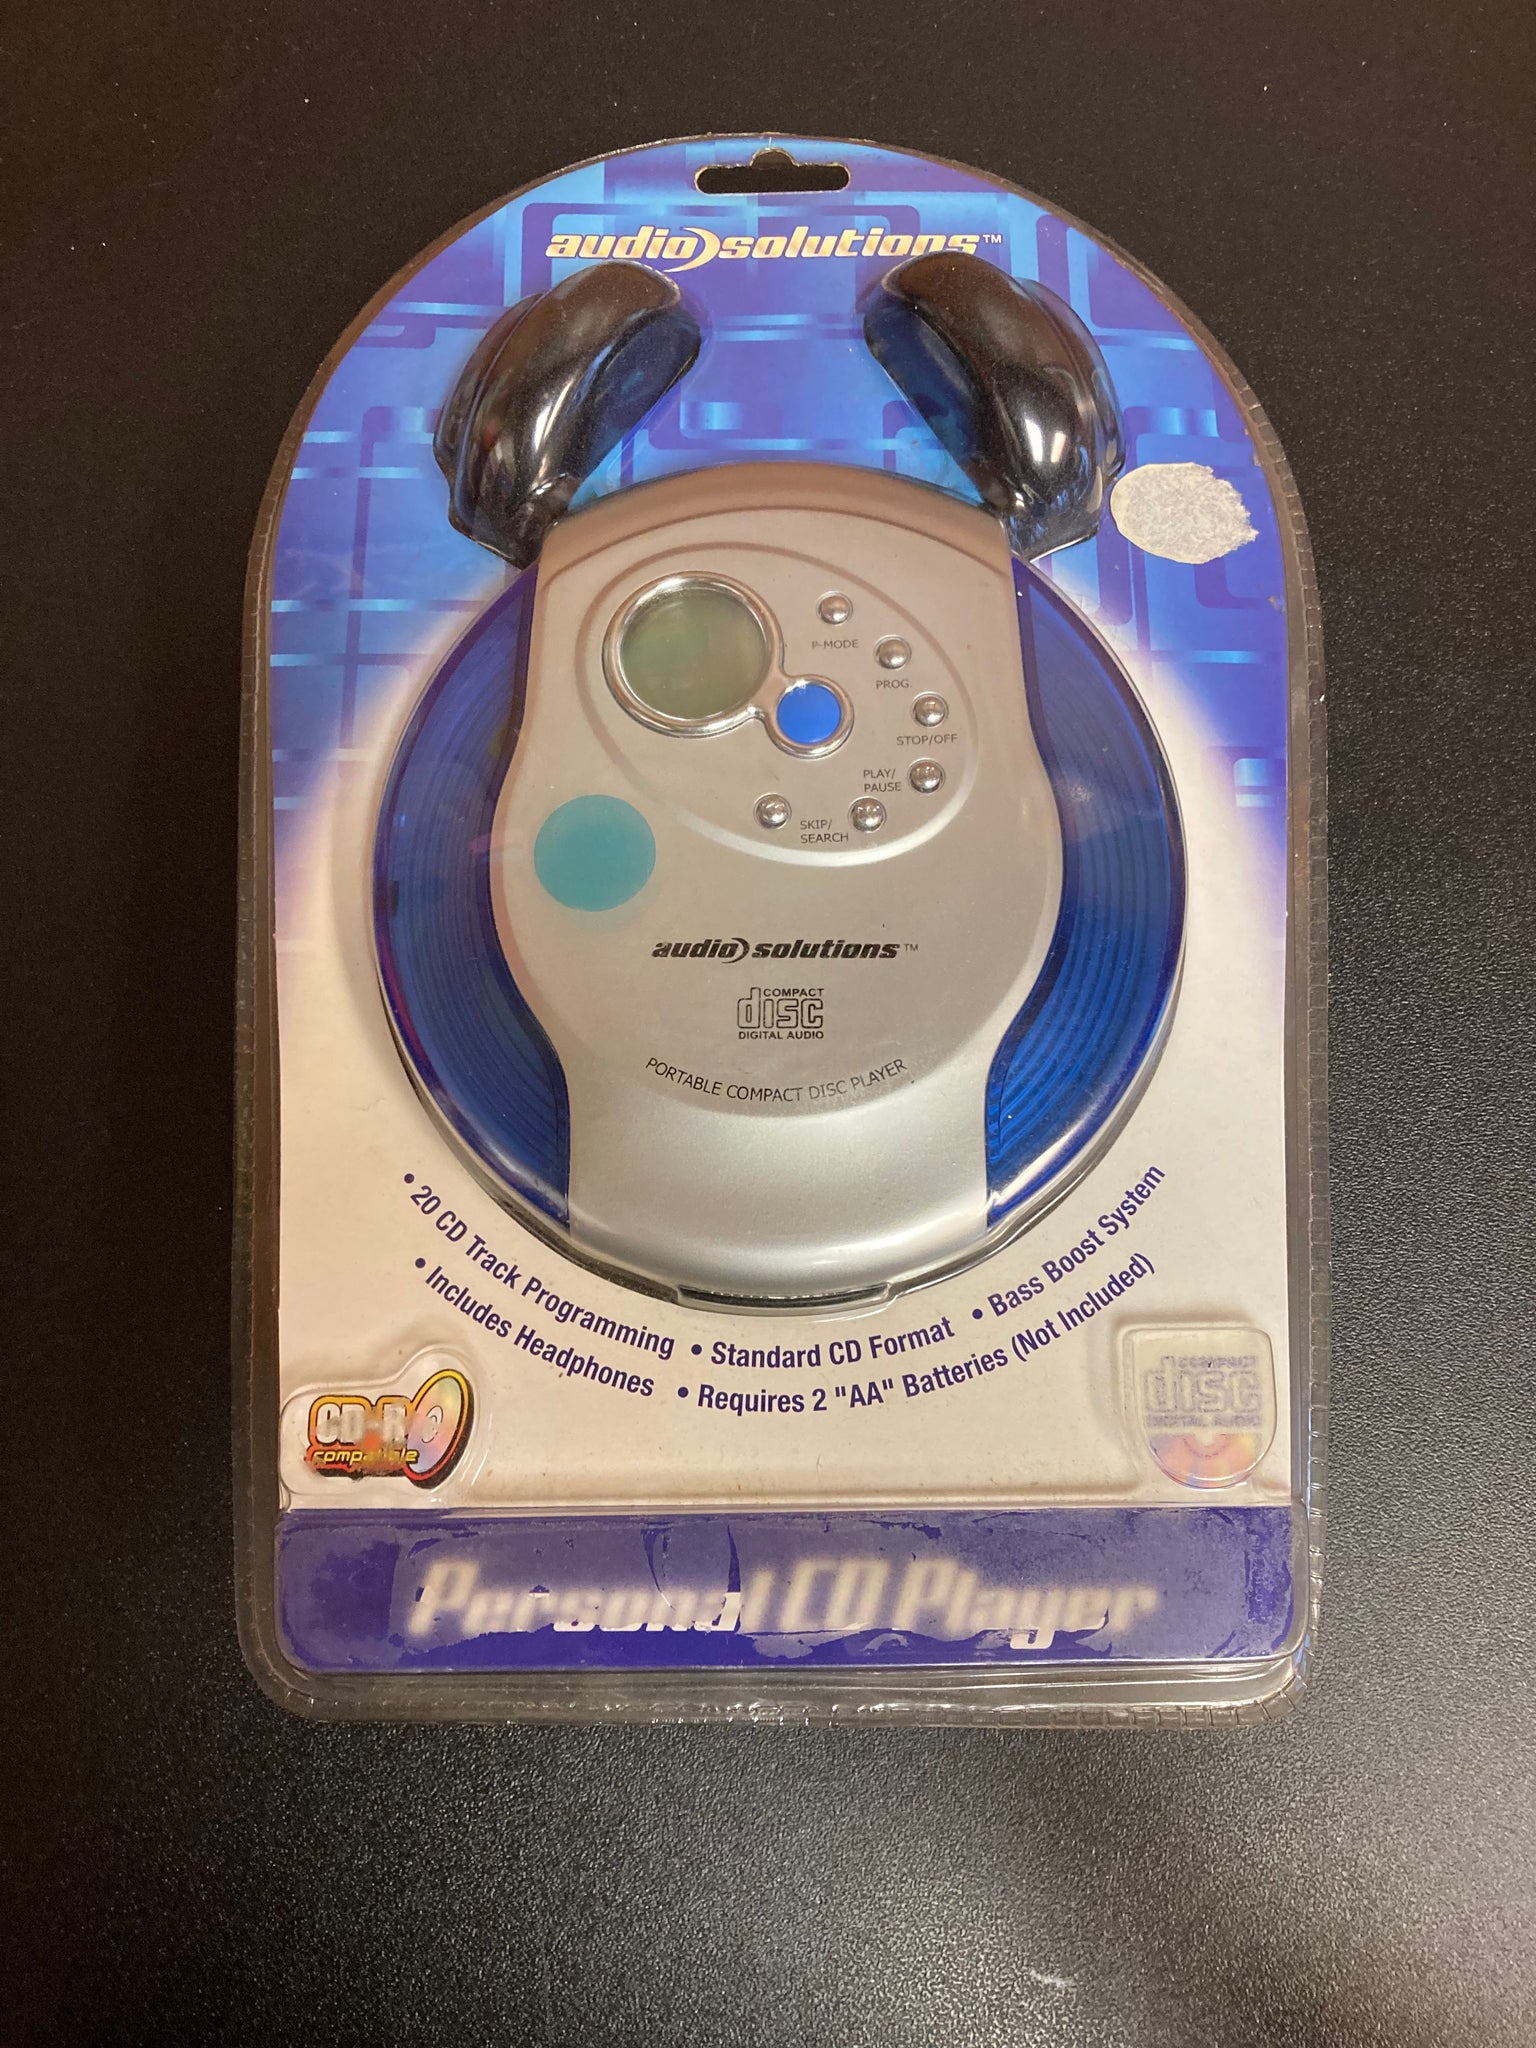 audio solutions™
P-MODE
PROG.
STOP/OFF
PLAY/
PAUSE
SKIP/
SEARCH
audio solutions™
COMPACT
disc
DIGITAL AUDIO
PORTABLE COMPACT DISC PLAYER
• 20 CD Track Programming • Standard CD Format • Bass Boost System
• Includes Headphones • Requires 2 "AA" Batteries (Not Included)
CD-R
compatible
COMPACT
disc
DIGITAL AUDIO
Personal CD Player